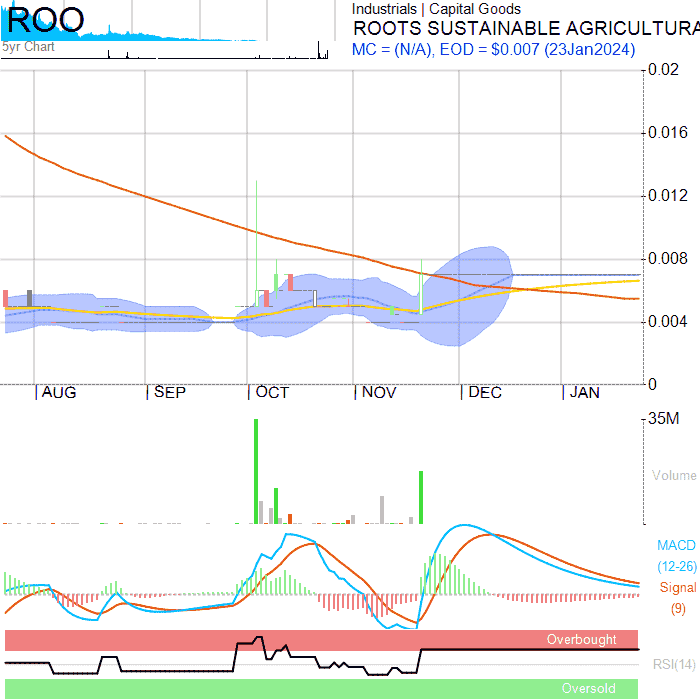 ROO
Industrials | Capital Goods
ROOTS SUSTAINABLE AGRICULTURA
5yr Chart
MC = (N/A), EOD = $0.007 (23Jan2024)
0.02
0.016
0.012
0.008
0.004
0
AUG SEP OCT NOV DEC JAN
35M
Volume
MACD
(12-26)
Signal
(9)
Overbought
RSI(14)
Oversold